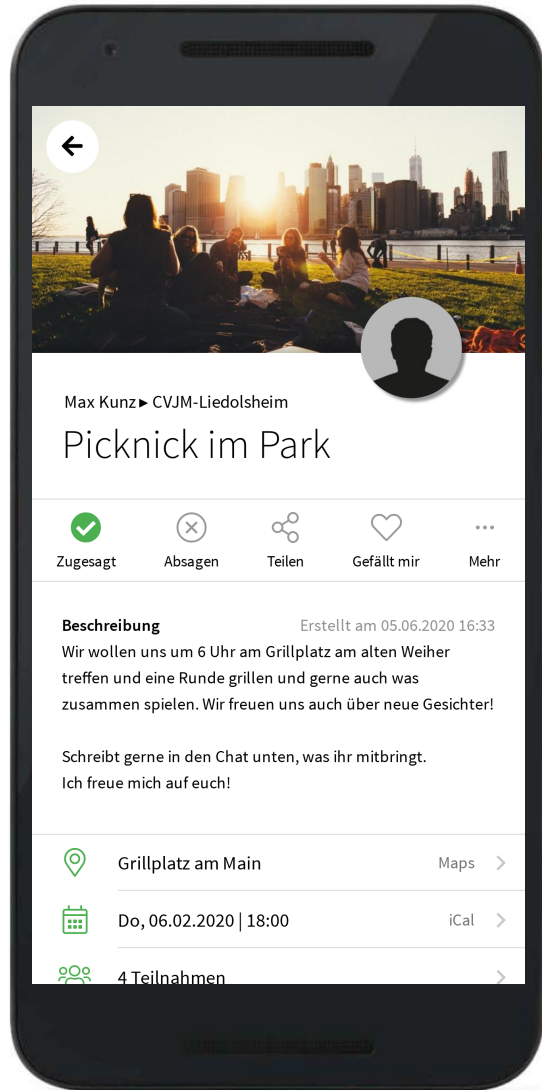 Max Kunz ▸ CVJM-Liedolsheim
Picknick im Park
Zugesagt Absagen Teilen Gefällt mir Mehr
Beschreibung Erstellt am 05.06.2020 16:33
Wir wollen uns um 6 Uhr am Grillplatz am alten Weiher
treffen und eine Runde grillen und gerne auch was
zusammen spielen. Wir freuen uns auch über neue Gesichter!
Schreibt gerne in den Chat unten, was ihr mitbringt.
Ich freue mich auf euch!
Grillplatz am Main Maps
Do, 06.02.2020 | 18:00 iCal
4 Teilnahmen